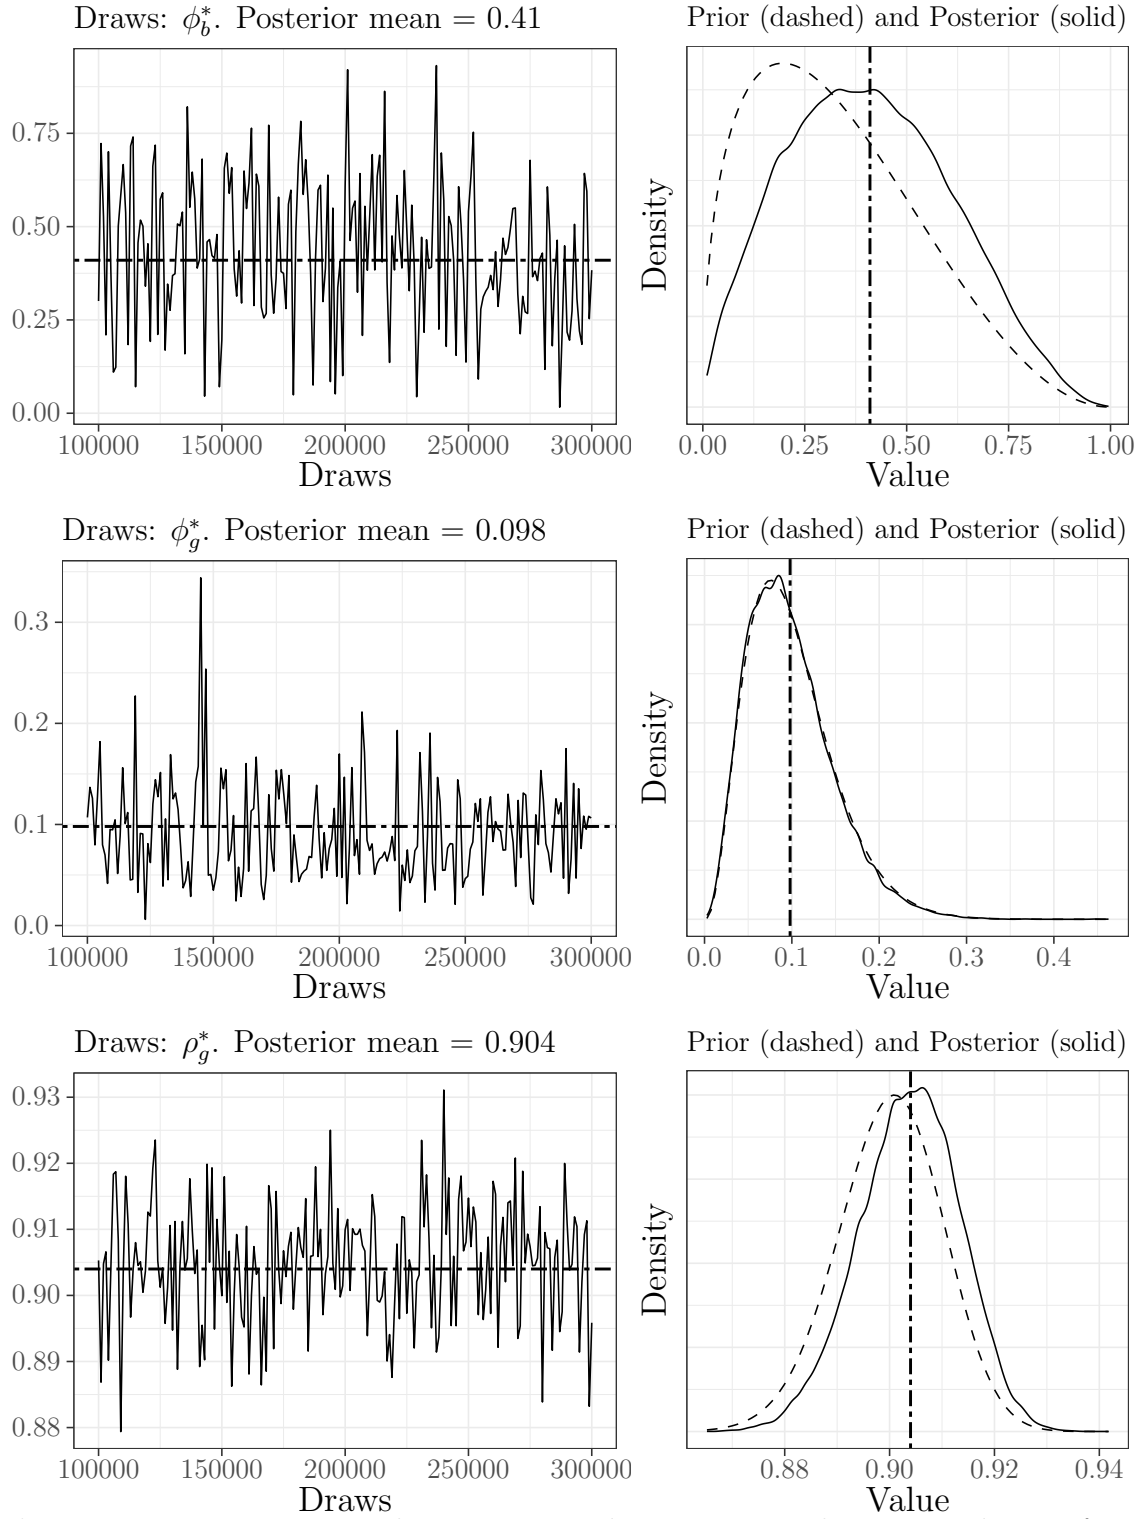 Draws: ϕ*b. Posterior mean = 0.41
Prior (dashed) and Posterior (solid)
0.75
0.50
0.25
0.00
100000 150000 200000 250000 300000
Draws
Density
0.00 0.25 0.50 0.75 1.00
Value
Draws: ϕ*g. Posterior mean = 0.098
Prior (dashed) and Posterior (solid)
0.3
0.2
0.1
0.0
100000 150000 200000 250000 300000
Draws
Density
0.0 0.1 0.2 0.3 0.4
Value
Draws: ρ*g. Posterior mean = 0.904
Prior (dashed) and Posterior (solid)
0.93
0.92
0.91
0.90
0.89
0.88
100000 150000 200000 250000 300000
Draws
Density
0.88 0.90 0.92 0.94
Value